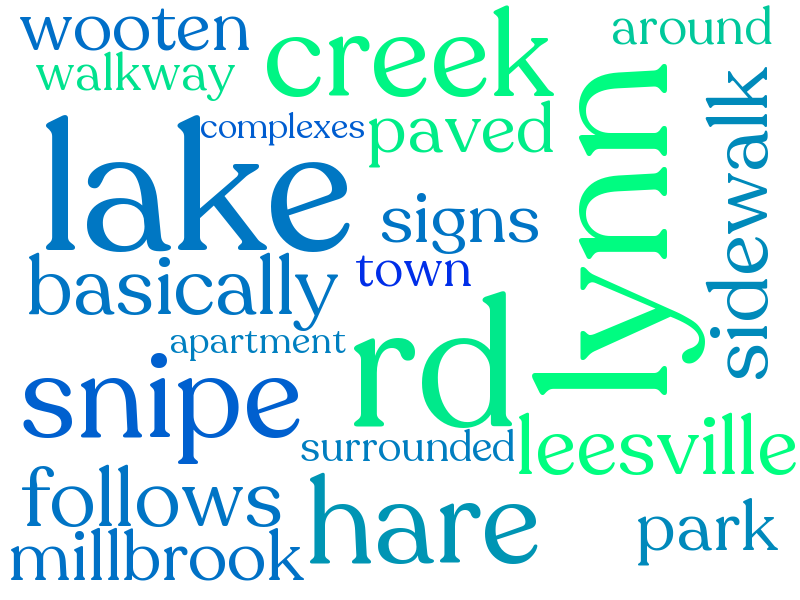 wooten
creek
around
walkway
complexes
paved
lynn
sidewalk
lake
signs
basically
town
apartment
rd
snipe
surrounded
leesville
follows
hare
park
millbrook